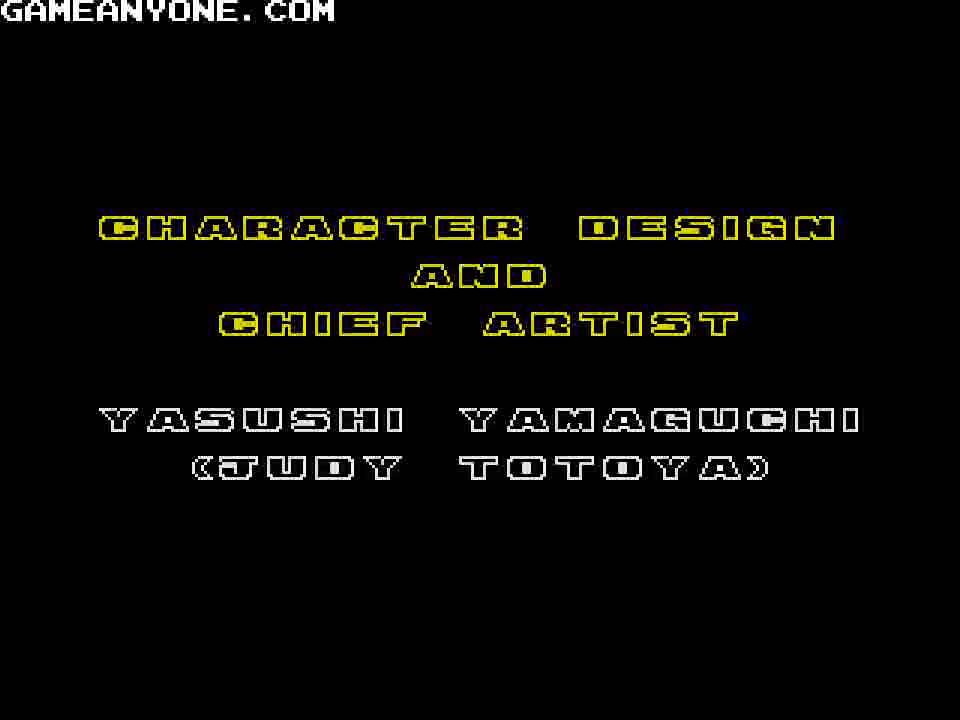 GAMEANYONE.COM
CHARACTER DESIGN
AND
CHIEF ARTIST
YASUSHI YAMAGUCHI
(JUDY TOTOYA)